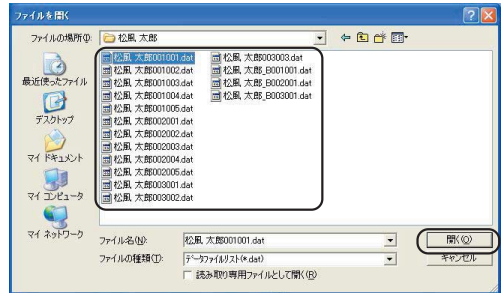 ファイルを開く
ファイルの場所(I):
松風 太郎
最近使ったファイル
デスクトップ
マイ ドキュメント
マイ コンピュータ
マイ ネットワーク
松風 太郎001001.dat
松風 太郎001002.dat
松風 太郎001003.dat
松風 太郎001004.dat
松風 太郎001005.dat
松風 太郎002001.dat
松風 太郎002002.dat
松風 太郎002003.dat
松風 太郎002004.dat
松風 太郎002005.dat
松風 太郎003001.dat
松風 太郎003002.dat
松風 太郎003003.dat
松風 太郎_B001001.dat
松風 太郎_B002001.dat
松風 太郎_B003001.dat
ファイル名(N):
松風 太郎001001.dat
開く(O)
ファイルの種類(T):
データファイルリスト(*.dat)
キャンセル
読み取り専用ファイルとして開く(R)